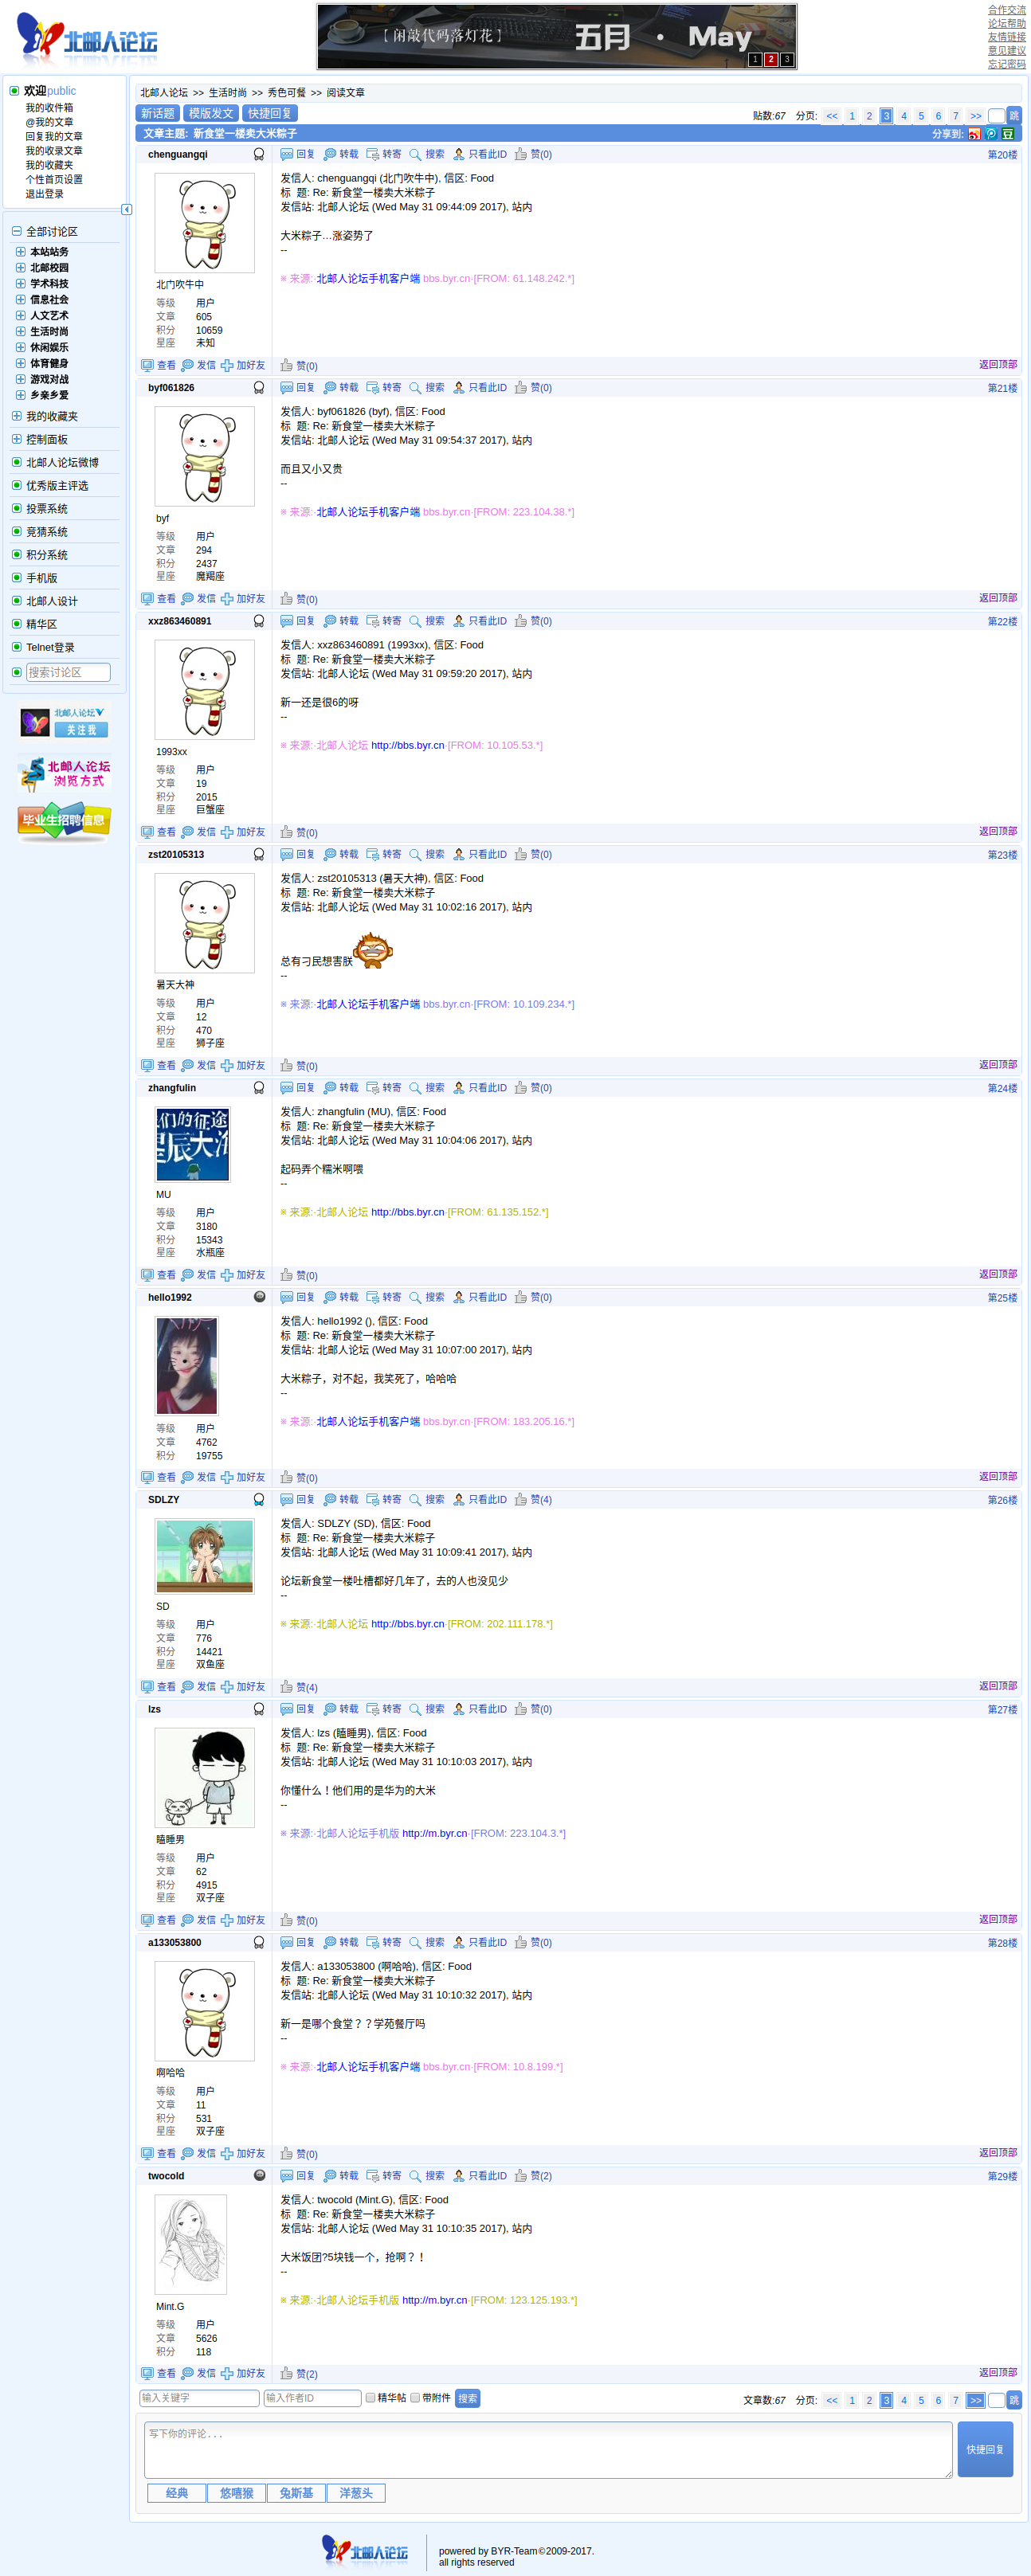 北邮人论坛
【 闲敲代码落灯花 】 五月 · May
1 2 3
合作交流
论坛帮助
友情链接
意见建议
忘记密码
欢迎public
我的收件箱
@我的文章
回复我的文章
我的收录文章
我的收藏夹
个性首页设置
退出登录
全部讨论区
本站站务
北邮校园
学术科技
信息社会
人文艺术
生活时尚
休闲娱乐
体育健身
游戏对战
乡亲乡爱
我的收藏夹
控制面板
北邮人论坛微博
优秀版主评选
投票系统
竞猜系统
积分系统
手机版
北邮人设计
精华区
Telnet登录
搜索讨论区
北邮人论坛
关注我
北邮人论坛
浏览方式
毕业生招聘信息
北邮人论坛 >> 生活时尚 >> 秀色可餐 >> 阅读文章
新话题 模版发文 快捷回复
贴数:67 分页: << 1 2 3 4 5 6 7 >> 跳
文章主题: 新食堂一楼卖大米粽子
分享到: 豆
chenguangqi
回复 转载 转寄 搜索 只看此ID 赞(0) 第20楼
北门吹牛中
等级 用户
文章 605
积分 10659
星座 未知
发信人: chenguangqi (北门吹牛中), 信区: Food
标 题: Re: 新食堂一楼卖大米粽子
发信站: 北邮人论坛 (Wed May 31 09:44:09 2017), 站内
大米粽子…涨姿势了
--
※ 来源:·北邮人论坛手机客户端 bbs.byr.cn·[FROM: 61.148.242.*]
查看 发信 加好友 赞(0) 返回顶部
byf061826
回复 转载 转寄 搜索 只看此ID 赞(0) 第21楼
byf
等级 用户
文章 294
积分 2437
星座 魔羯座
发信人: byf061826 (byf), 信区: Food
标 题: Re: 新食堂一楼卖大米粽子
发信站: 北邮人论坛 (Wed May 31 09:54:37 2017), 站内
而且又小又贵
--
※ 来源:·北邮人论坛手机客户端 bbs.byr.cn·[FROM: 223.104.38.*]
查看 发信 加好友 赞(0) 返回顶部
xxz863460891
回复 转载 转寄 搜索 只看此ID 赞(0) 第22楼
1993xx
等级 用户
文章 19
积分 2015
星座 巨蟹座
发信人: xxz863460891 (1993xx), 信区: Food
标 题: Re: 新食堂一楼卖大米粽子
发信站: 北邮人论坛 (Wed May 31 09:59:20 2017), 站内
新一还是很6的呀
--
※ 来源:·北邮人论坛 http://bbs.byr.cn·[FROM: 10.105.53.*]
查看 发信 加好友 赞(0) 返回顶部
zst20105313
回复 转载 转寄 搜索 只看此ID 赞(0) 第23楼
暑天大神
等级 用户
文章 12
积分 470
星座 狮子座
发信人: zst20105313 (暑天大神), 信区: Food
标 题: Re: 新食堂一楼卖大米粽子
发信站: 北邮人论坛 (Wed May 31 10:02:16 2017), 站内
总有刁民想害朕
--
※ 来源:·北邮人论坛手机客户端 bbs.byr.cn·[FROM: 10.109.234.*]
查看 发信 加好友 赞(0) 返回顶部
zhangfulin
回复 转载 转寄 搜索 只看此ID 赞(0) 第24楼
们的征途
星辰大海
MU
等级 用户
文章 3180
积分 15343
星座 水瓶座
发信人: zhangfulin (MU), 信区: Food
标 题: Re: 新食堂一楼卖大米粽子
发信站: 北邮人论坛 (Wed May 31 10:04:06 2017), 站内
起码弄个糯米啊喂
--
※ 来源:·北邮人论坛 http://bbs.byr.cn·[FROM: 61.135.152.*]
查看 发信 加好友 赞(0) 返回顶部
hello1992
回复 转载 转寄 搜索 只看此ID 赞(0) 第25楼
等级 用户
文章 4762
积分 19755
发信人: hello1992 (), 信区: Food
标 题: Re: 新食堂一楼卖大米粽子
发信站: 北邮人论坛 (Wed May 31 10:07:00 2017), 站内
大米粽子，对不起，我笑死了，哈哈哈
--
※ 来源:·北邮人论坛手机客户端 bbs.byr.cn·[FROM: 183.205.16.*]
查看 发信 加好友 赞(0) 返回顶部
SDLZY
回复 转载 转寄 搜索 只看此ID 赞(4) 第26楼
SD
等级 用户
文章 776
积分 14421
星座 双鱼座
发信人: SDLZY (SD), 信区: Food
标 题: Re: 新食堂一楼卖大米粽子
发信站: 北邮人论坛 (Wed May 31 10:09:41 2017), 站内
论坛新食堂一楼吐槽都好几年了，去的人也没见少
--
※ 来源:·北邮人论坛 http://bbs.byr.cn·[FROM: 202.111.178.*]
查看 发信 加好友 赞(4) 返回顶部
lzs
回复 转载 转寄 搜索 只看此ID 赞(0) 第27楼
瞌睡男
等级 用户
文章 62
积分 4915
星座 双子座
发信人: lzs (瞌睡男), 信区: Food
标 题: Re: 新食堂一楼卖大米粽子
发信站: 北邮人论坛 (Wed May 31 10:10:03 2017), 站内
你懂什么！他们用的是华为的大米
--
※ 来源:·北邮人论坛手机版 http://m.byr.cn·[FROM: 223.104.3.*]
查看 发信 加好友 赞(0) 返回顶部
a133053800
回复 转载 转寄 搜索 只看此ID 赞(0) 第28楼
啊哈哈
等级 用户
文章 11
积分 531
星座 双子座
发信人: a133053800 (啊哈哈), 信区: Food
标 题: Re: 新食堂一楼卖大米粽子
发信站: 北邮人论坛 (Wed May 31 10:10:32 2017), 站内
新一是哪个食堂？？学苑餐厅吗
--
※ 来源:·北邮人论坛手机客户端 bbs.byr.cn·[FROM: 10.8.199.*]
查看 发信 加好友 赞(0) 返回顶部
twocold
回复 转载 转寄 搜索 只看此ID 赞(2) 第29楼
Mint.G
等级 用户
文章 5626
积分 118
发信人: twocold (Mint.G), 信区: Food
标 题: Re: 新食堂一楼卖大米粽子
发信站: 北邮人论坛 (Wed May 31 10:10:35 2017), 站内
大米饭团?5块钱一个，抢啊？！
--
※ 来源:·北邮人论坛手机版 http://m.byr.cn·[FROM: 123.125.193.*]
查看 发信 加好友 赞(2) 返回顶部
输入关键字 输入作者ID 精华帖 带附件 搜索
文章数:67 分页: << 1 2 3 4 5 6 7 >> 跳
写下你的评论...
快捷回复
经典 悠嘻猴 兔斯基 洋葱头
北邮人论坛
powered by BYR-Team©2009-2017.
all rights reserved